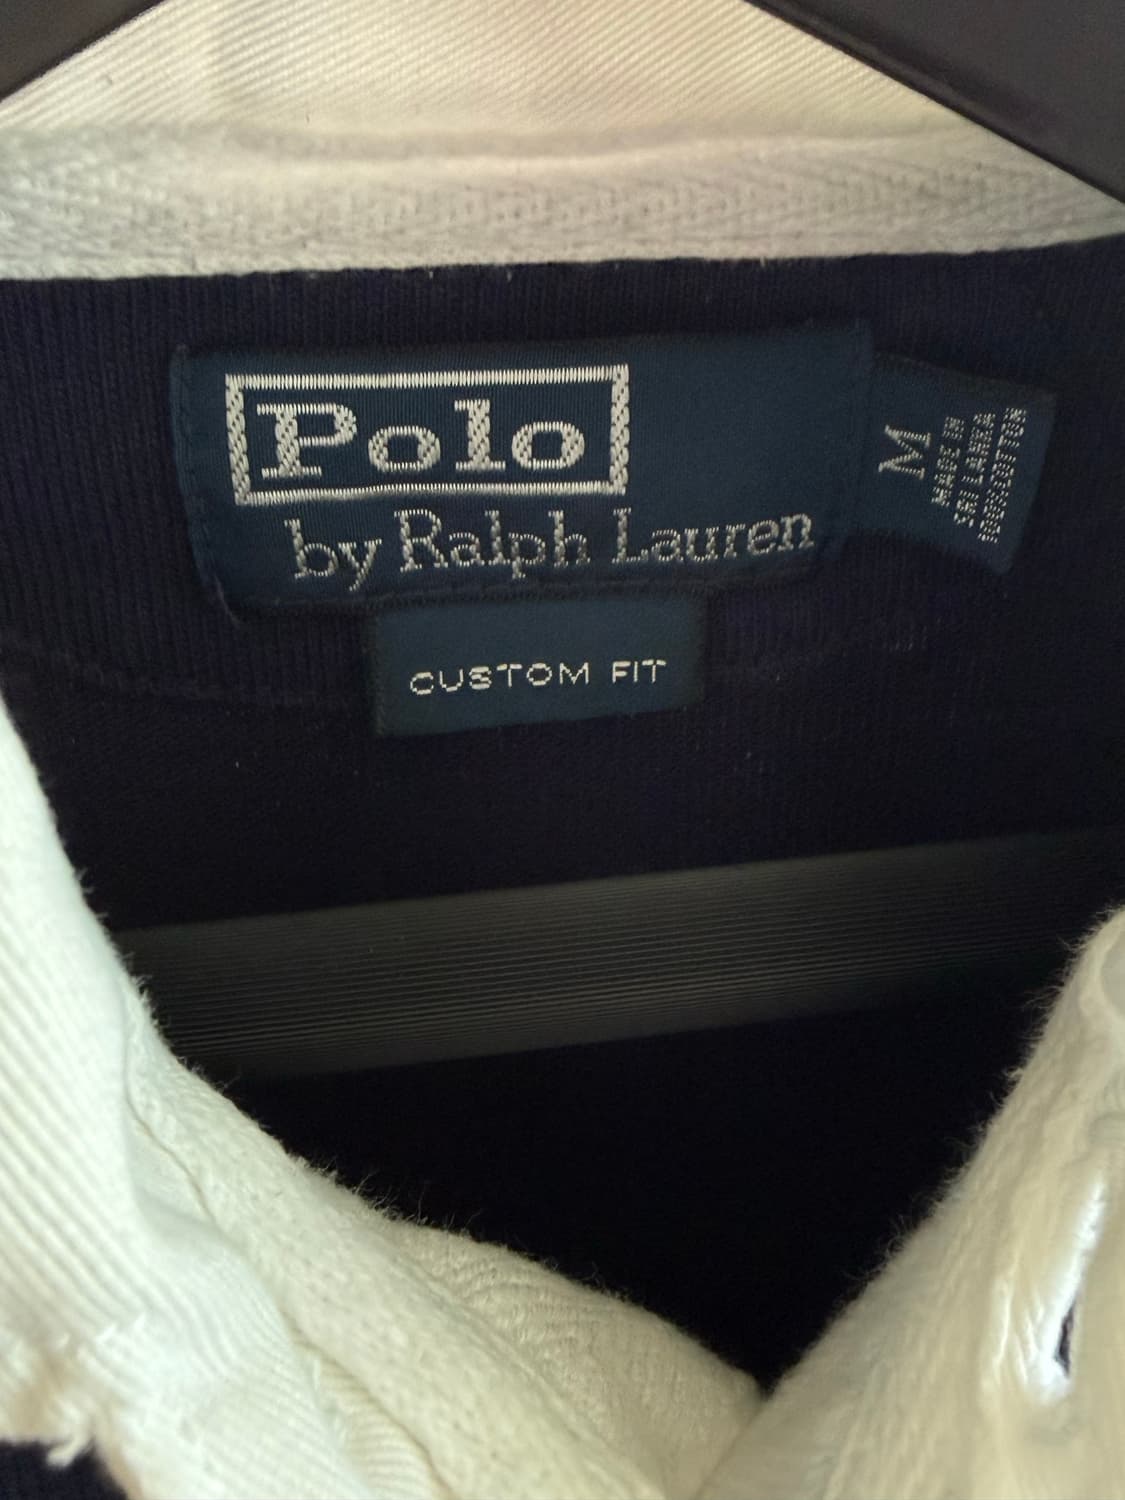 Polo
by Ralph Lauren
CUSTOM FIT
M
MADE IN
SRI LANKA
100%COTTON